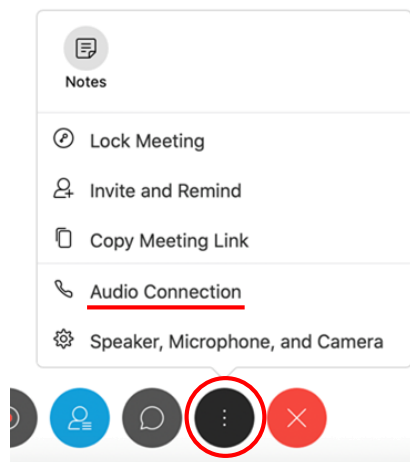 Notes
Lock Meeting
Invite and Remind
Copy Meeting Link
Audio Connection
Speaker, Microphone, and Camera